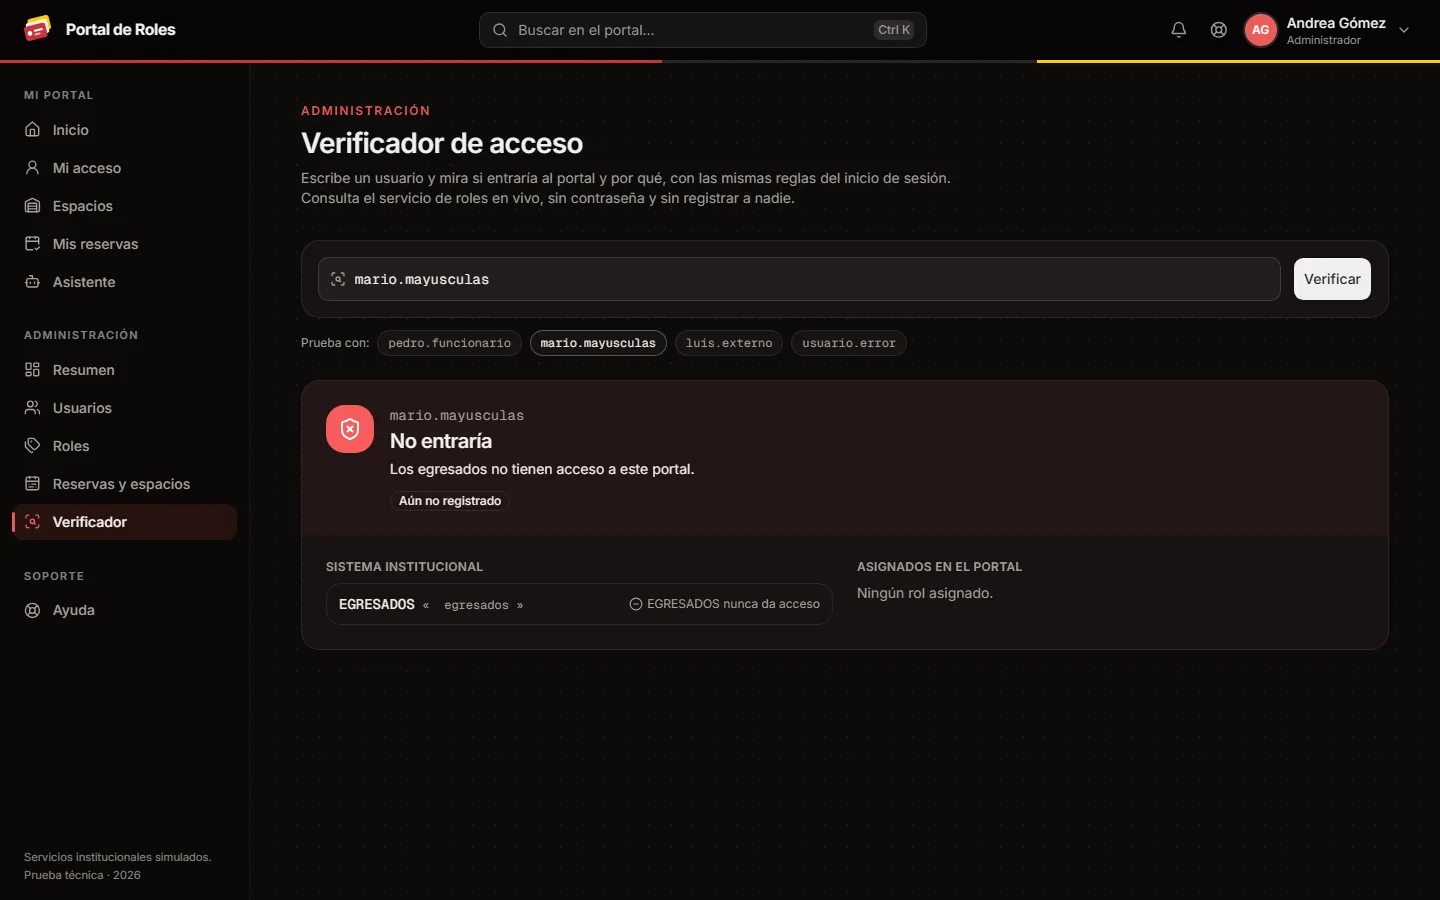 Portal de Roles
Buscar en el portal...
Ctrl K
AG
Andrea Gómez
Administrador
MI PORTAL
Inicio
Mi acceso
Espacios
Mis reservas
Asistente
ADMINISTRACIÓN
Resumen
Usuarios
Roles
Reservas y espacios
Verificador
SOPORTE
Ayuda
Servicios institucionales simulados.
Prueba técnica · 2026
ADMINISTRACIÓN
Verificador de acceso
Escribe un usuario y mira si entraría al portal y por qué, con las mismas reglas del inicio de sesión.
Consulta el servicio de roles en vivo, sin contraseña y sin registrar a nadie.
mario.mayusculas
Verificar
Prueba con: pedro.funcionario mario.mayusculas luis.externo usuario.error
mario.mayusculas
No entraría
Los egresados no tienen acceso a este portal.
Aún no registrado
SISTEMA INSTITUCIONAL
EGRESADOS «  egresados » EGRESADOS nunca da acceso
ASIGNADOS EN EL PORTAL
Ningún rol asignado.